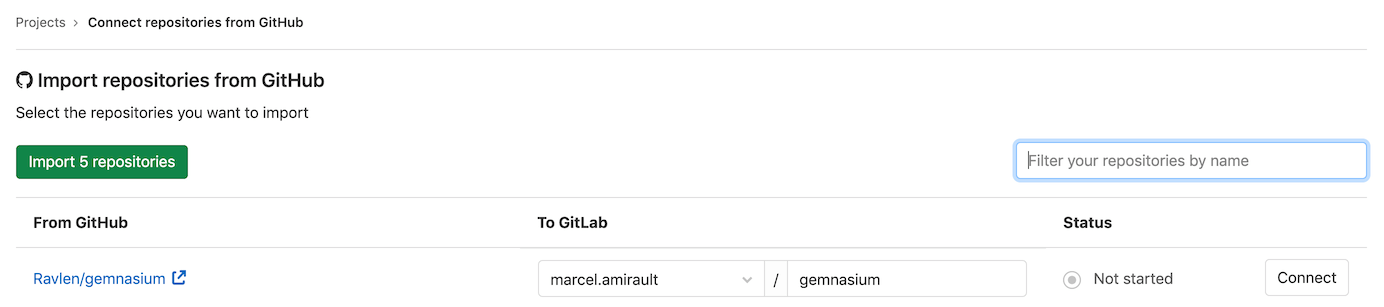 Projects > Connect repositories from GitHub
Import repositories from GitHub
Select the repositories you want to import
Import 5 repositories
Filter your repositories by name
From GitHub To GitLab Status
Ravlen/gemnasium marcel.amirault / gemnasium Not started Connect